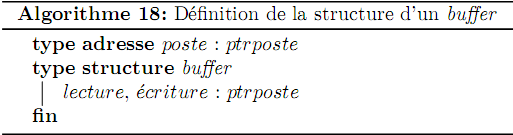 Algorithme 18: Définition de la structure d'un buffer
type adresse poste : ptrposte
type structure buffer
lecture, écriture : ptrposte
fin